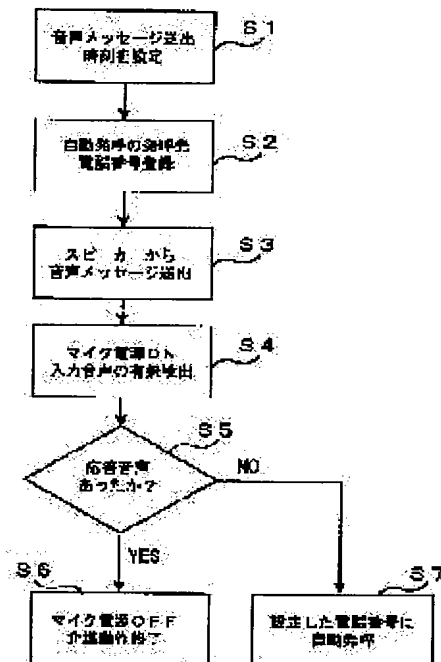 音声メッセージ送出
時刻を設定
S1
自動発呼の発呼先
電話番号登録
S2
スピーカーから
音声メッセージ送出
S3
マイク電源ON
入力音声の有無検出
S4
S5
応答音声
あったか?
NO
YES
S6
マイク電源OFF
介護動作終了
S7
設定した電話番号に
自動発呼